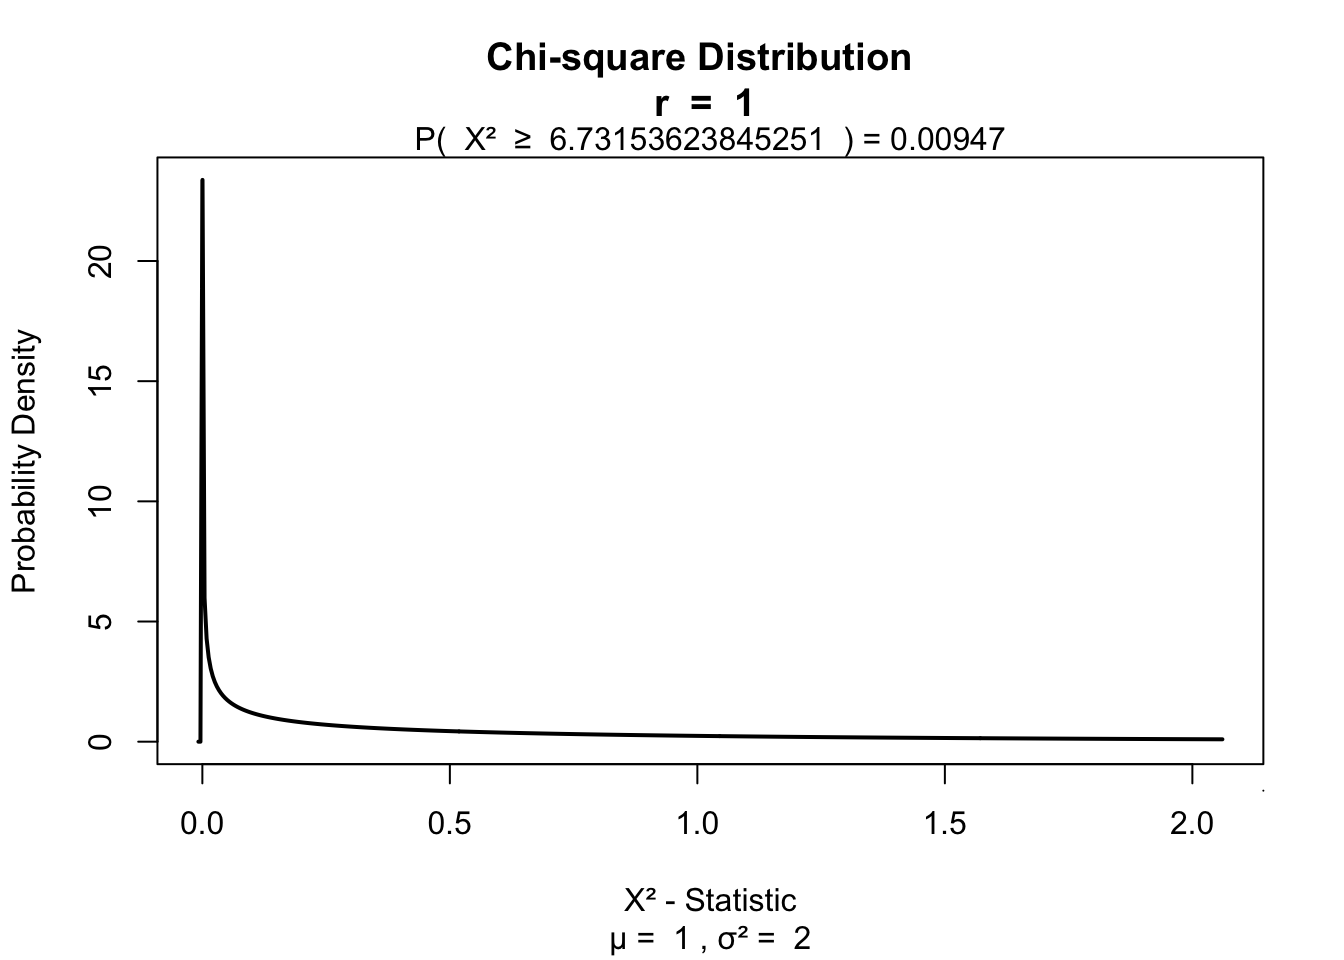 Chi-square Distribution
r = 1
P( X² ≥ 6.73153623845251 ) = 0.00947
Probability Density
20
15
10
5
0
0.0 0.5 1.0 1.5 2.0
X² - Statistic
μ = 1 , σ² = 2